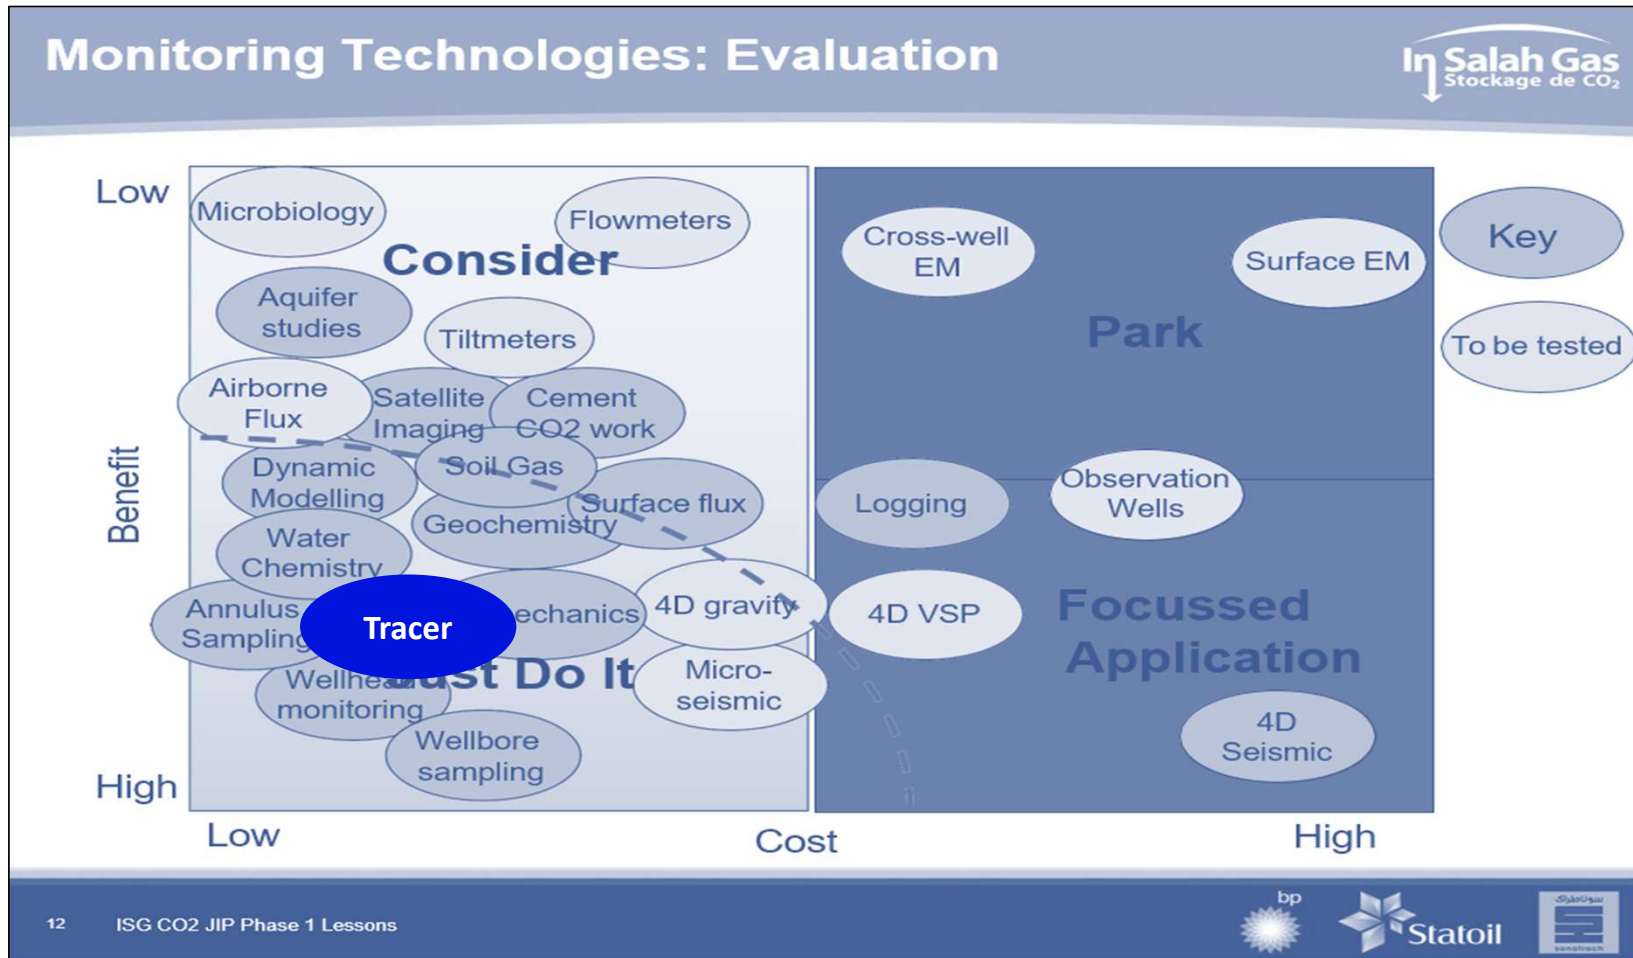 Monitoring Technologies: Evaluation
In Salah Gas
Stockage de CO₂
Low
Microbiology
Flowmeters
Consider
Aquifer
studies
Tiltmeters
Airborne
Flux
Satellite
Imaging
Cement
CO2 work
Dynamic
Modelling
Soil Gas
Geochemistry
Surface flux
Water
Chemistry
Annulus
Sampling
Tracer
echanics
4D gravity
Just Do It
Micro-
seismic
Wellhead
monitoring
Wellbore
sampling
Cross-well
EM
Surface EM
Park
Logging
Observation
Wells
4D VSP
Focussed
Application
4D
Seismic
Key
To be tested
Benefit
High
Low
Cost
High
12 ISG CO2 JIP Phase 1 Lessons
bp
Statoil
سوناطراك
sonatrach